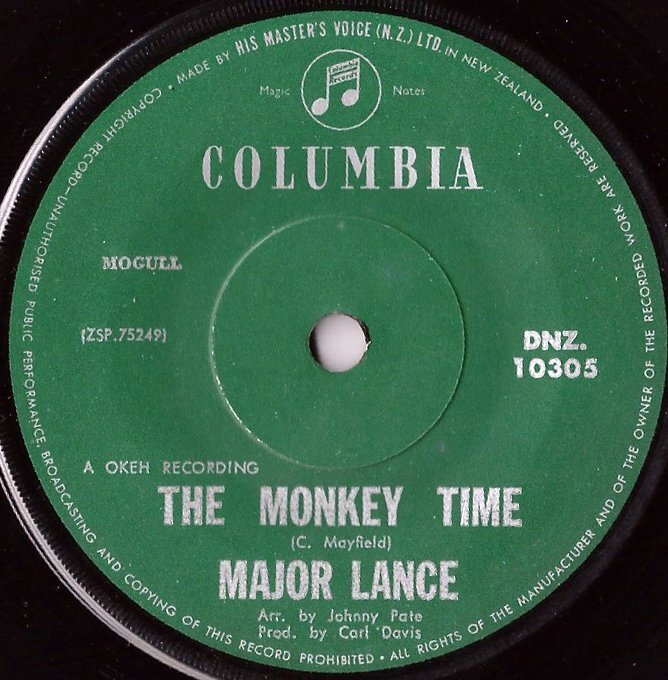 COPYRIGHT RECORD—UNAUTHORISED PUBLIC PERFORMANCE, BROADCASTING AND COPYING OF THIS RECORD PROHIBITED • ALL RIGHTS OF THE MANUFACTURER AND OF THE OWNER OF THE RECORDED WORK ARE RESERVED • MADE BY HIS MASTER'S VOICE (N.Z.) LTD. IN NEW ZEALAND •
Magic Notes
Columbia
Records
COLUMBIA
MOGULL
(ZSP.75249)
DNZ.
10305
A OKEH RECORDING
THE MONKEY TIME
(C. Mayfield)
MAJOR LANCE
Arr. by Johnny Pate
Prod. by Carl Davis